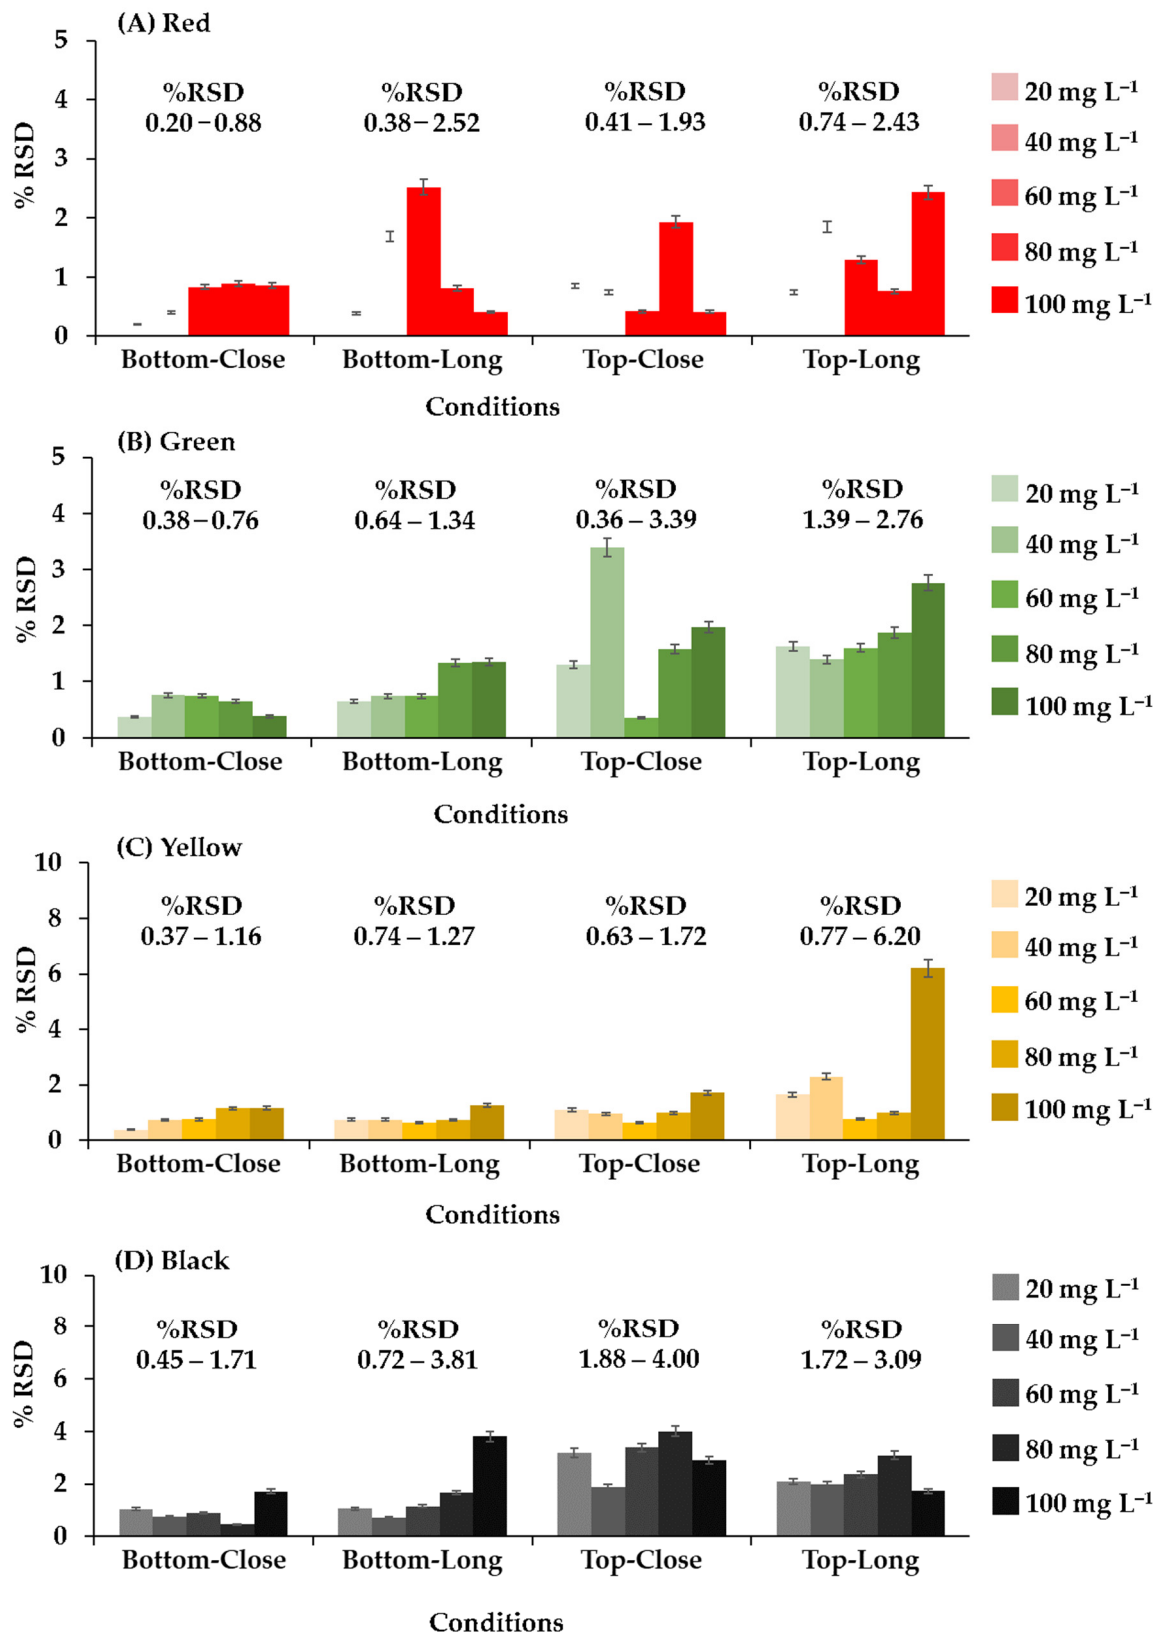 (A) Red
5
4
3
2
1
0
% RSD
%RSD
0.20 – 0.88
%RSD
0.38 – 2.52
%RSD
0.41 – 1.93
%RSD
0.74 – 2.43
Bottom-Close
Bottom-Long
Top-Close
Top-Long
Conditions
20 mg L⁻¹
40 mg L⁻¹
60 mg L⁻¹
80 mg L⁻¹
100 mg L⁻¹
(B) Green
5
4
3
2
1
0
% RSD
%RSD
0.38 – 0.76
%RSD
0.64 – 1.34
%RSD
0.36 – 3.39
%RSD
1.39 – 2.76
Bottom-Close
Bottom-Long
Top-Close
Top-Long
Conditions
20 mg L⁻¹
40 mg L⁻¹
60 mg L⁻¹
80 mg L⁻¹
100 mg L⁻¹
(C) Yellow
10
8
6
4
2
0
% RSD
%RSD
0.37 – 1.16
%RSD
0.74 – 1.27
%RSD
0.63 – 1.72
%RSD
0.77 – 6.20
Bottom-Close
Bottom-Long
Top-Close
Top-Long
Conditions
20 mg L⁻¹
40 mg L⁻¹
60 mg L⁻¹
80 mg L⁻¹
100 mg L⁻¹
(D) Black
10
8
6
4
2
0
% RSD
%RSD
0.45 – 1.71
%RSD
0.72 – 3.81
%RSD
1.88 – 4.00
%RSD
1.72 – 3.09
Bottom-Close
Bottom-Long
Top-Close
Top-Long
Conditions
20 mg L⁻¹
40 mg L⁻¹
60 mg L⁻¹
80 mg L⁻¹
100 mg L⁻¹